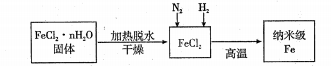 N₂ H₂
FeCl₂·nH₂O
固体
加热脱水
干燥
FeCl₂
高温
纳米级
Fe